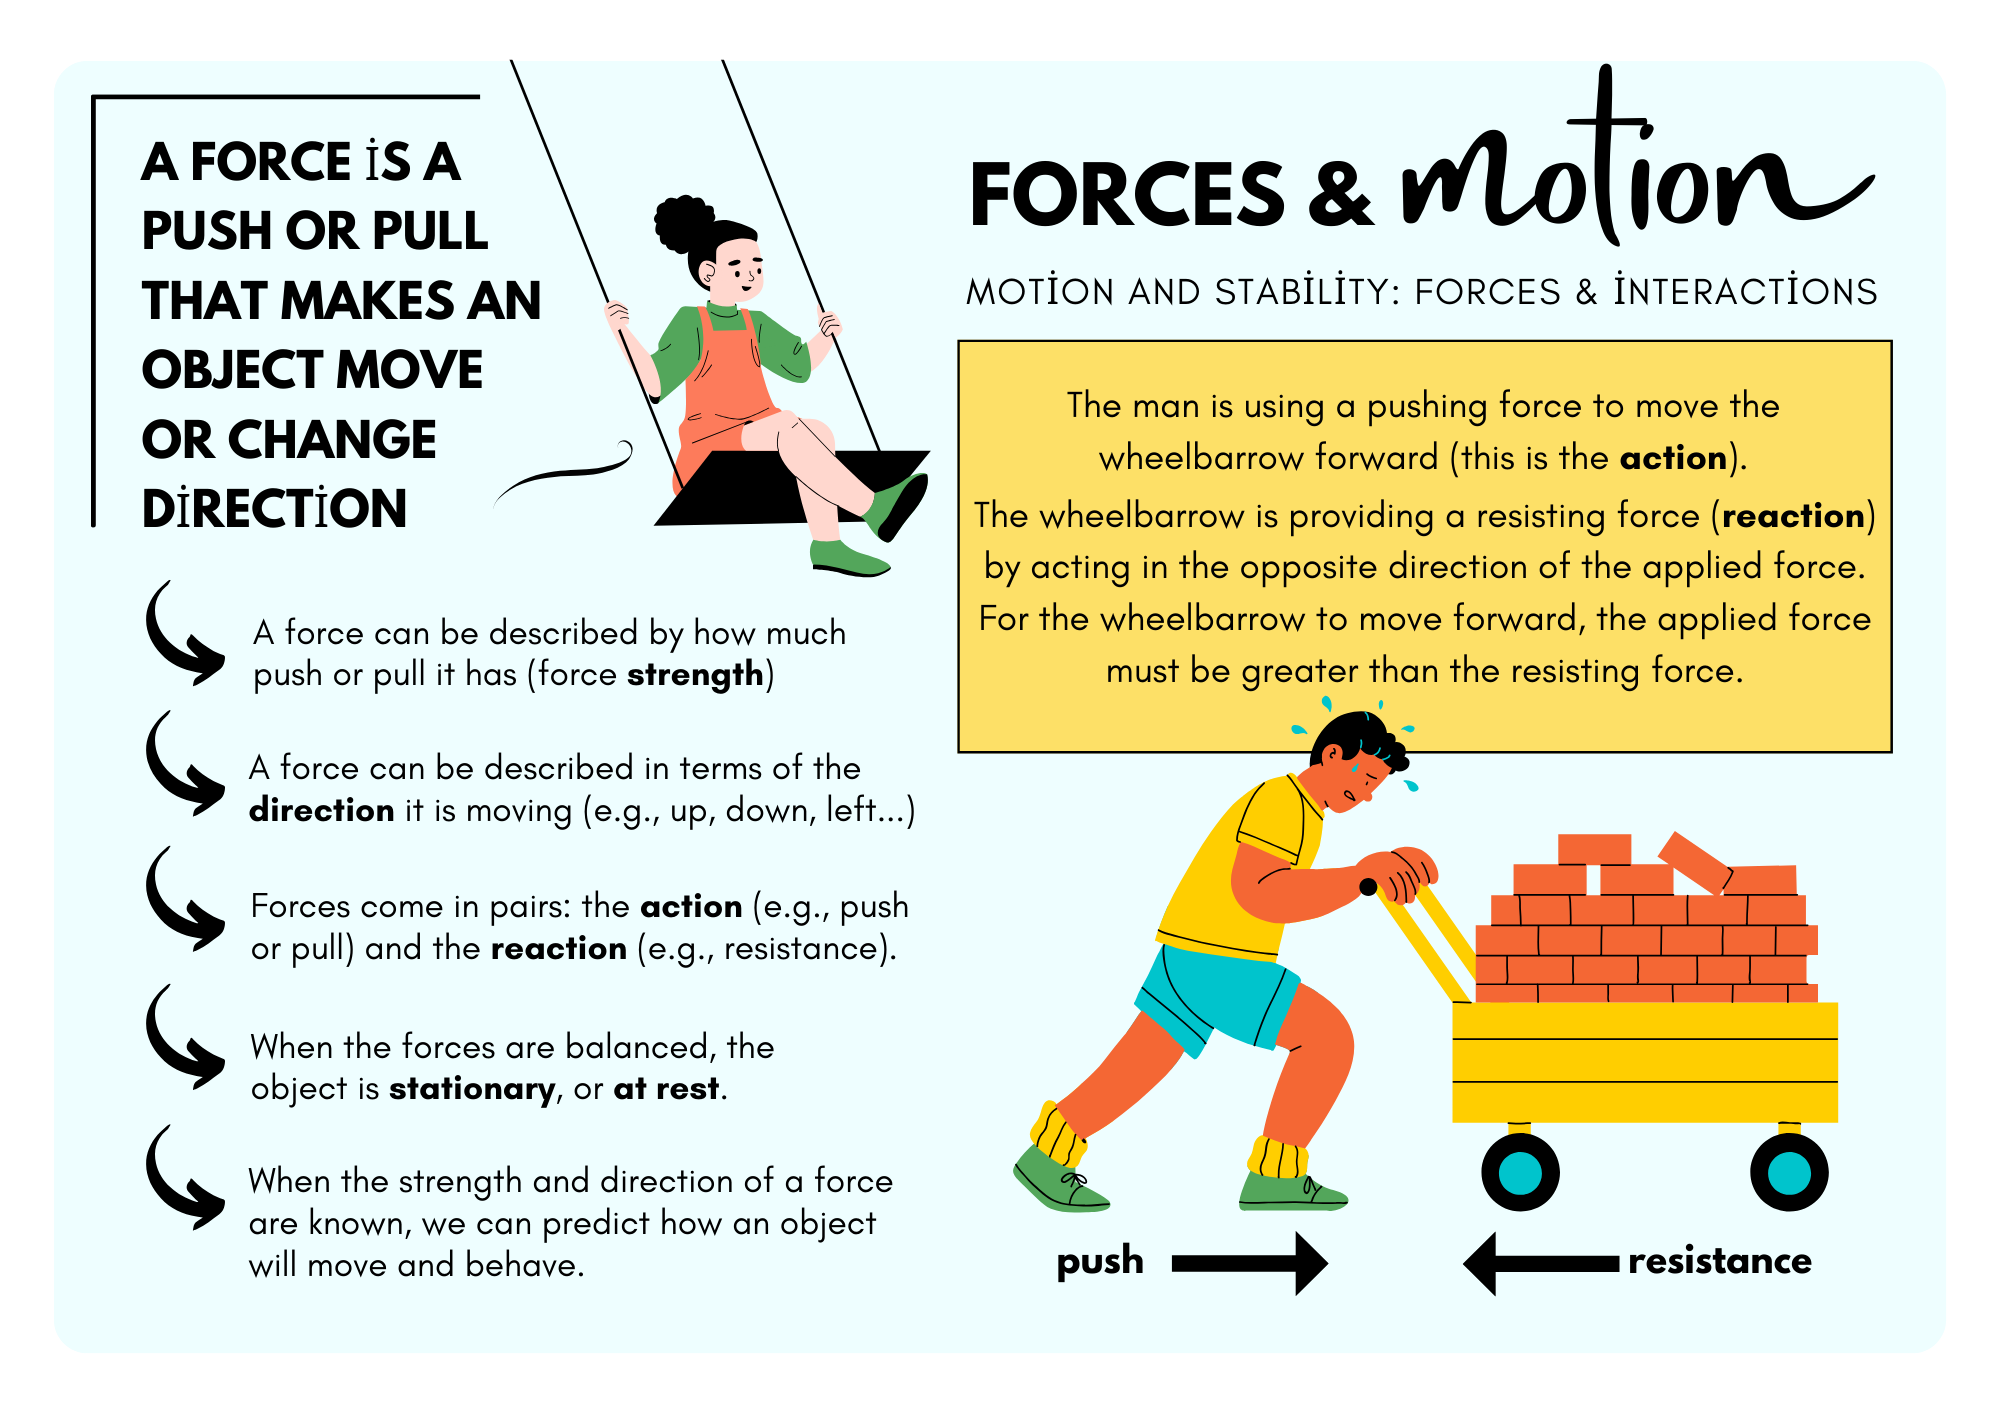 A FORCE İS A
PUSH OR PULL
THAT MAKES AN
OBJECT MOVE
OR CHANGE
DİRECTİON
A force can be described by how much
push or pull it has (force strength)
A force can be described in terms of the
direction it is moving (e.g., up, down, left...)
Forces come in pairs: the action (e.g., push
or pull) and the reaction (e.g., resistance).
When the forces are balanced, the
object is stationary, or at rest.
When the strength and direction of a force
are known, we can predict how an object
will move and behave.
FORCES & motion
MOTİON AND STABİLİTY: FORCES & İNTERACTİONS
The man is using a pushing force to move the
wheelbarrow forward (this is the action).
The wheelbarrow is providing a resisting force (reaction)
by acting in the opposite direction of the applied force.
For the wheelbarrow to move forward, the applied force
must be greater than the resisting force.
push
resistance